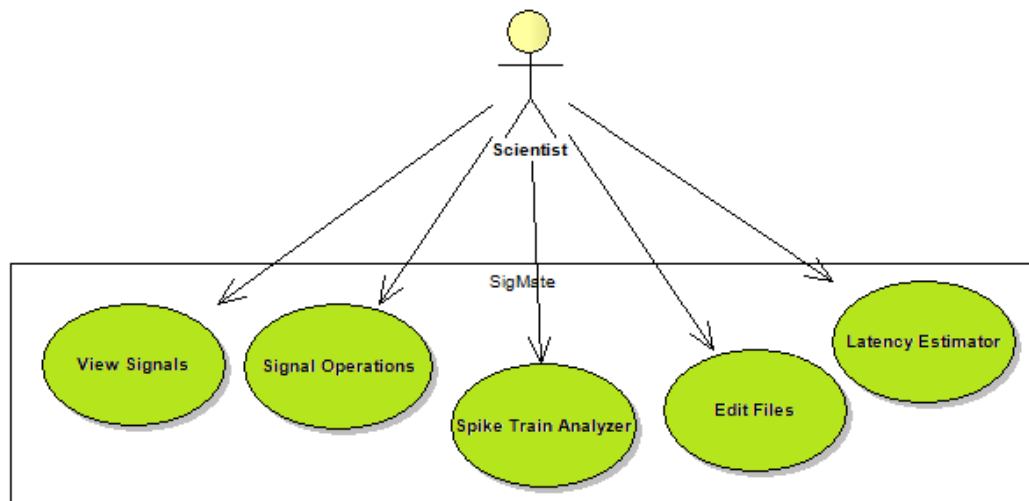 Scientist
SigMate
View Signals
Signal Operations
Spike Train Analyzer
Edit Files
Latency Estimator